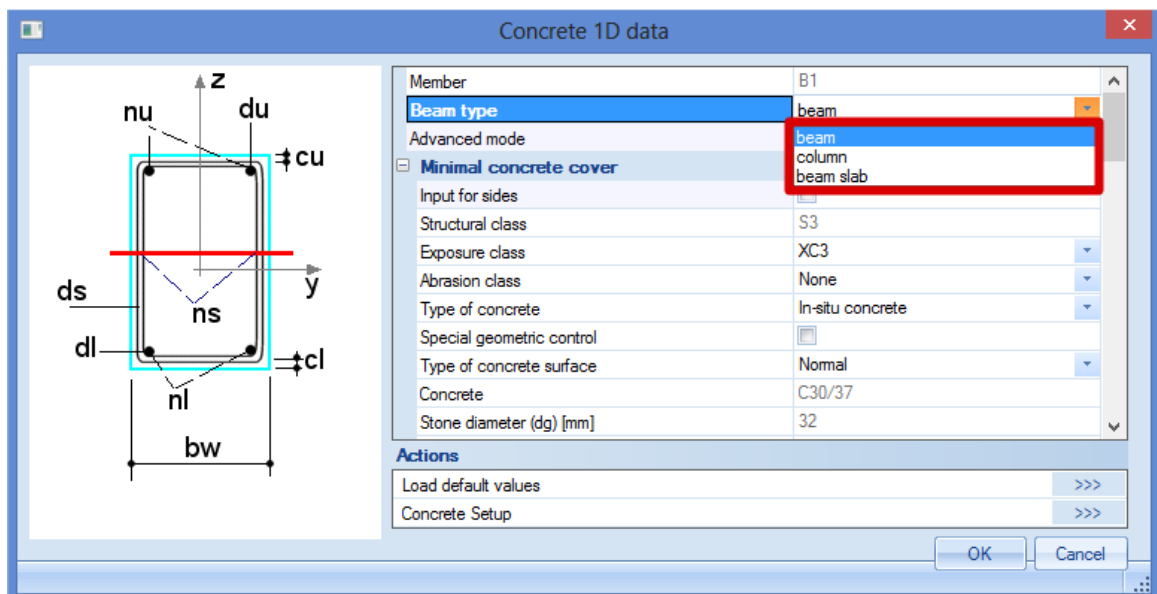 Concrete 1D data
z
nu
du
cu
y
ds
ns
dl
cl
nl
bw
Member B1
Beam type beam
Advanced mode
beam
column
beam slab
Minimal concrete cover
Input for sides
Structural class S3
Exposure class XC3
Abrasion class None
Type of concrete In-situ concrete
Special geometric control
Type of concrete surface Normal
Concrete C30/37
Stone diameter (dg) [mm] 32
Actions
Load default values >>>
Concrete Setup >>>
OK Cancel